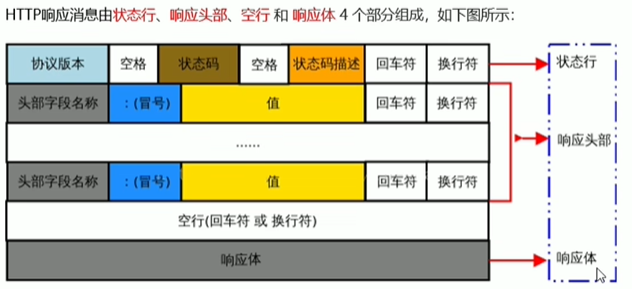 HTTP响应消息由状态行、响应头部、空行 和 响应体 4 个部分组成，如下图所示：
协议版本 空格 状态码 空格 状态码描述 回车符 换行符 状态行
头部字段名称 ：(冒号) 值 回车符 换行符
...... 响应头部
头部字段名称 ：(冒号) 值 回车符 换行符
空行(回车符 或 换行符)
响应体 响应体